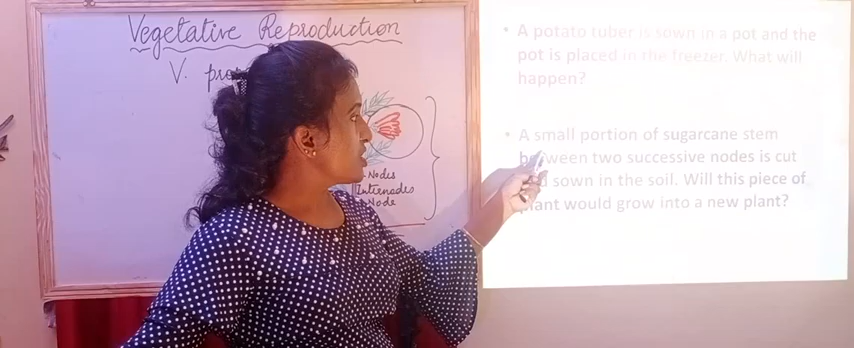 Vegetative Reproduction
V.
Nodes
Internodes
Node
• A potato tuber is sown in a pot and the
pot is placed in the freezer. What will
happen?
• A small portion of sugarcane stem
between two successive nodes is cut
sown in the soil. Will this piece of
plant would grow into a new plant?